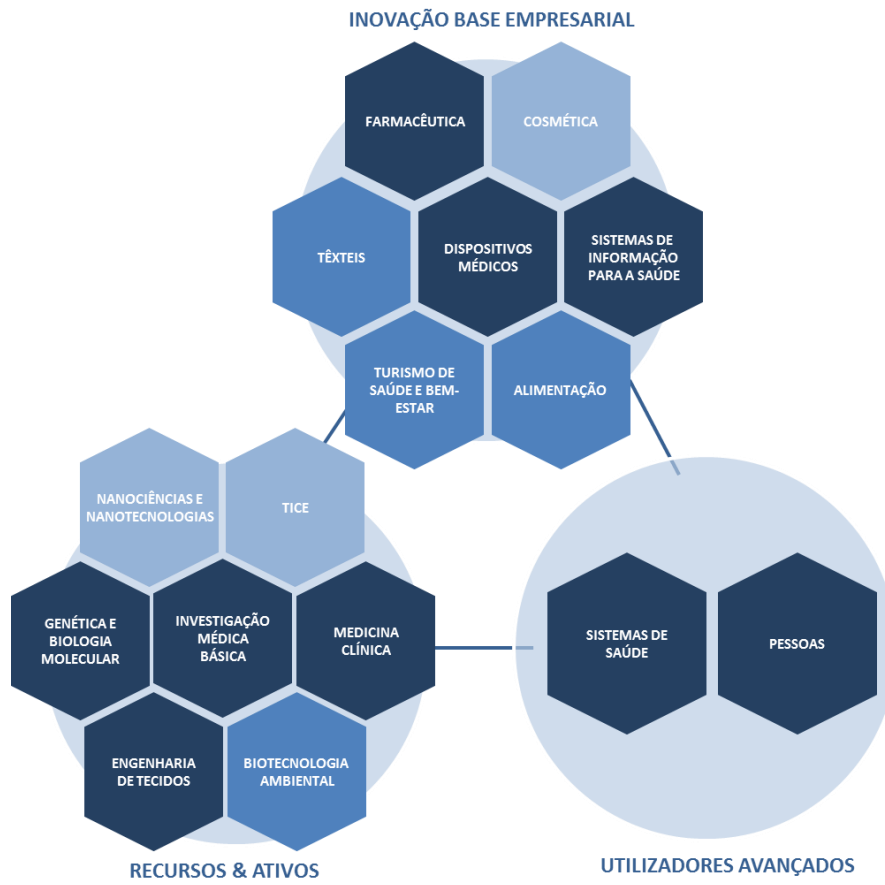 INOVAÇÃO BASE EMPRESARIAL
FARMACÊUTICA
COSMÉTICA
TÊXTEIS
DISPOSITIVOS
MÉDICOS
SISTEMAS DE
INFORMAÇÃO
PARA A SAÚDE
TURISMO DE
SAÚDE E BEM-
ESTAR
ALIMENTAÇÃO
NANOCIÊNCIAS E
NANOTECNOLOGIAS
TICE
GENÉTICA E
BIOLOGIA
MOLECULAR
INVESTIGAÇÃO
MÉDICA
BÁSICA
MEDICINA
CLÍNICA
ENGENHARIA
DE TECIDOS
BIOTECNOLOGIA
AMBIENTAL
RECURSOS & ATIVOS
SISTEMAS DE
SAÚDE
PESSOAS
UTILIZADORES AVANÇADOS